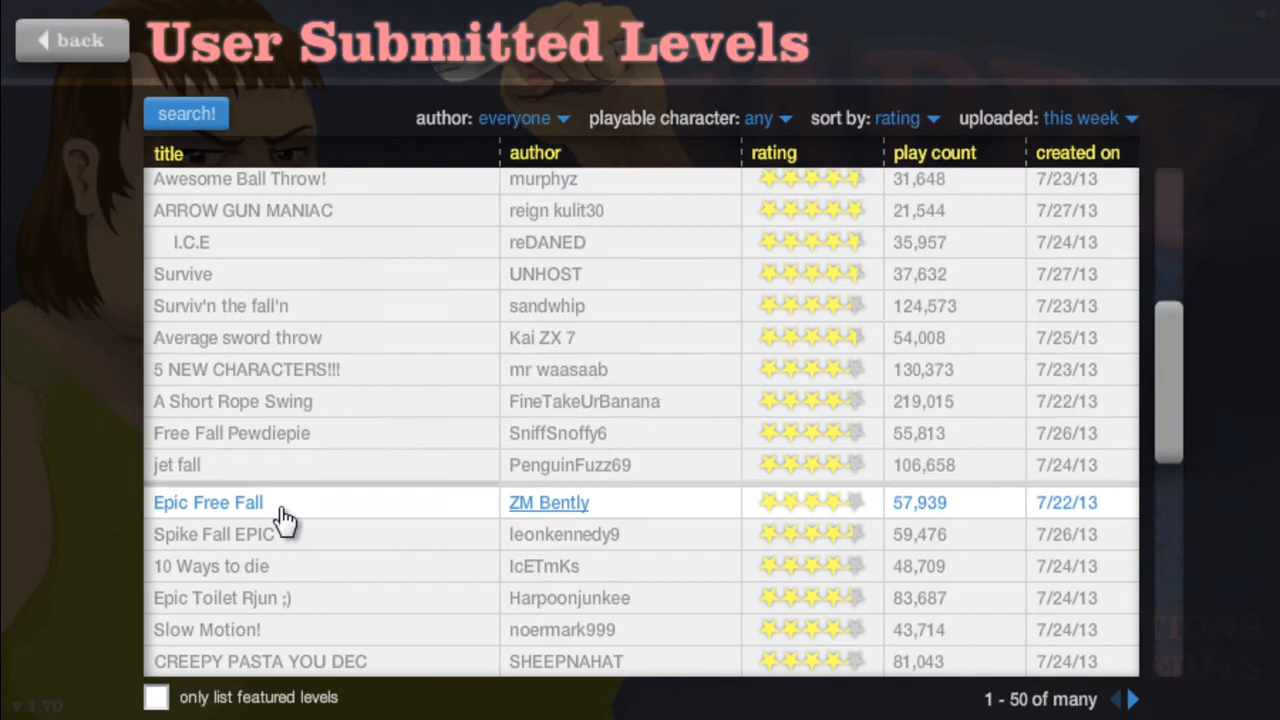 back
User Submitted Levels
search!
author: everyone playable character: any sort by: rating uploaded: this week
title author rating play count created on
Awesome Ball Throw! murphyz 31,648 7/23/13
ARROW GUN MANIAC reign kulit30 21,544 7/27/13
I.C.E reDANED 35,957 7/24/13
Survive UNHOST 37,632 7/27/13
Surviv'n the fall'n sandwhip 124,573 7/23/13
Average sword throw Kai ZX 7 54,008 7/25/13
5 NEW CHARACTERS!!! mr waasaab 130,373 7/23/13
A Short Rope Swing FineTakeUrBanana 219,015 7/22/13
Free Fall Pewdiepie SniffSnoffy6 55,813 7/26/13
jet fall PenguinFuzz69 106,658 7/24/13
Epic Free Fall ZM Bently 57,939 7/22/13
Spike Fall EPIC leonkennedy9 59,476 7/26/13
10 Ways to die IcETmKs 48,709 7/24/13
Epic Toilet Rjun ;) Harpoonjunkee 83,687 7/24/13
Slow Motion! noermark999 43,714 7/24/13
CREEPY PASTA YOU DEC SHEEPNAHAT 81,043 7/24/13
only list featured levels 1 - 50 of many
v 1.70